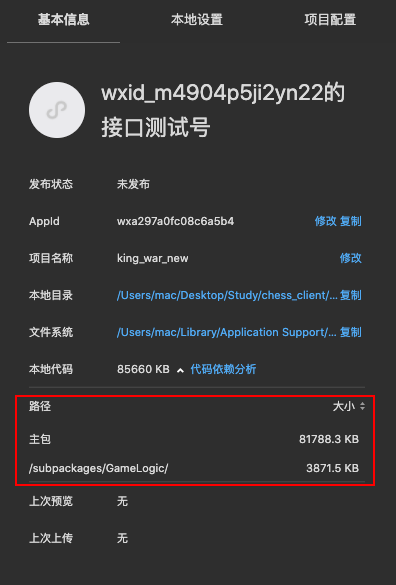 基本信息 本地设置 项目配置
wxid_m4904p5ji2yn22的
接口测试号
发布状态 未发布
AppId wxa297a0fc08c6a5b4 修改 复制
项目名称 king_war_new 修改
本地目录 /Users/mac/Desktop/Study/chess_client/... 复制
文件系统 /Users/mac/Library/Application Support/... 复制
本地代码 85660 KB 代码依赖分析
路径 大小
主包 81788.3 KB
/subpackages/GameLogic/ 3871.5 KB
上次预览 无
上次上传 无